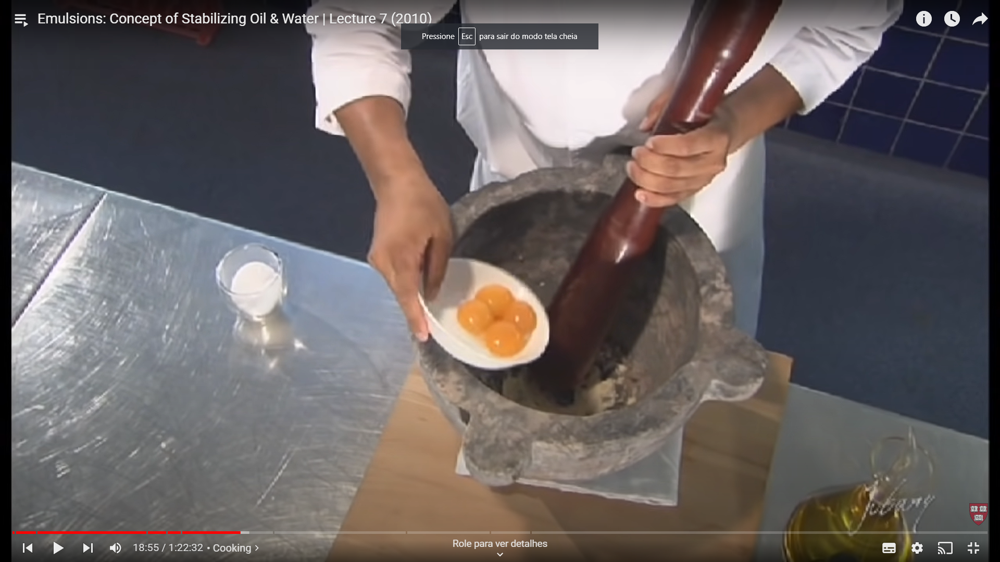 Emulsions: Concept of Stabilizing Oil & Water | Lecture 7 (2010)
Pressione Esc para sair do modo tela cheia
18:55 / 1:22:32 • Cooking
Role para ver detalhes